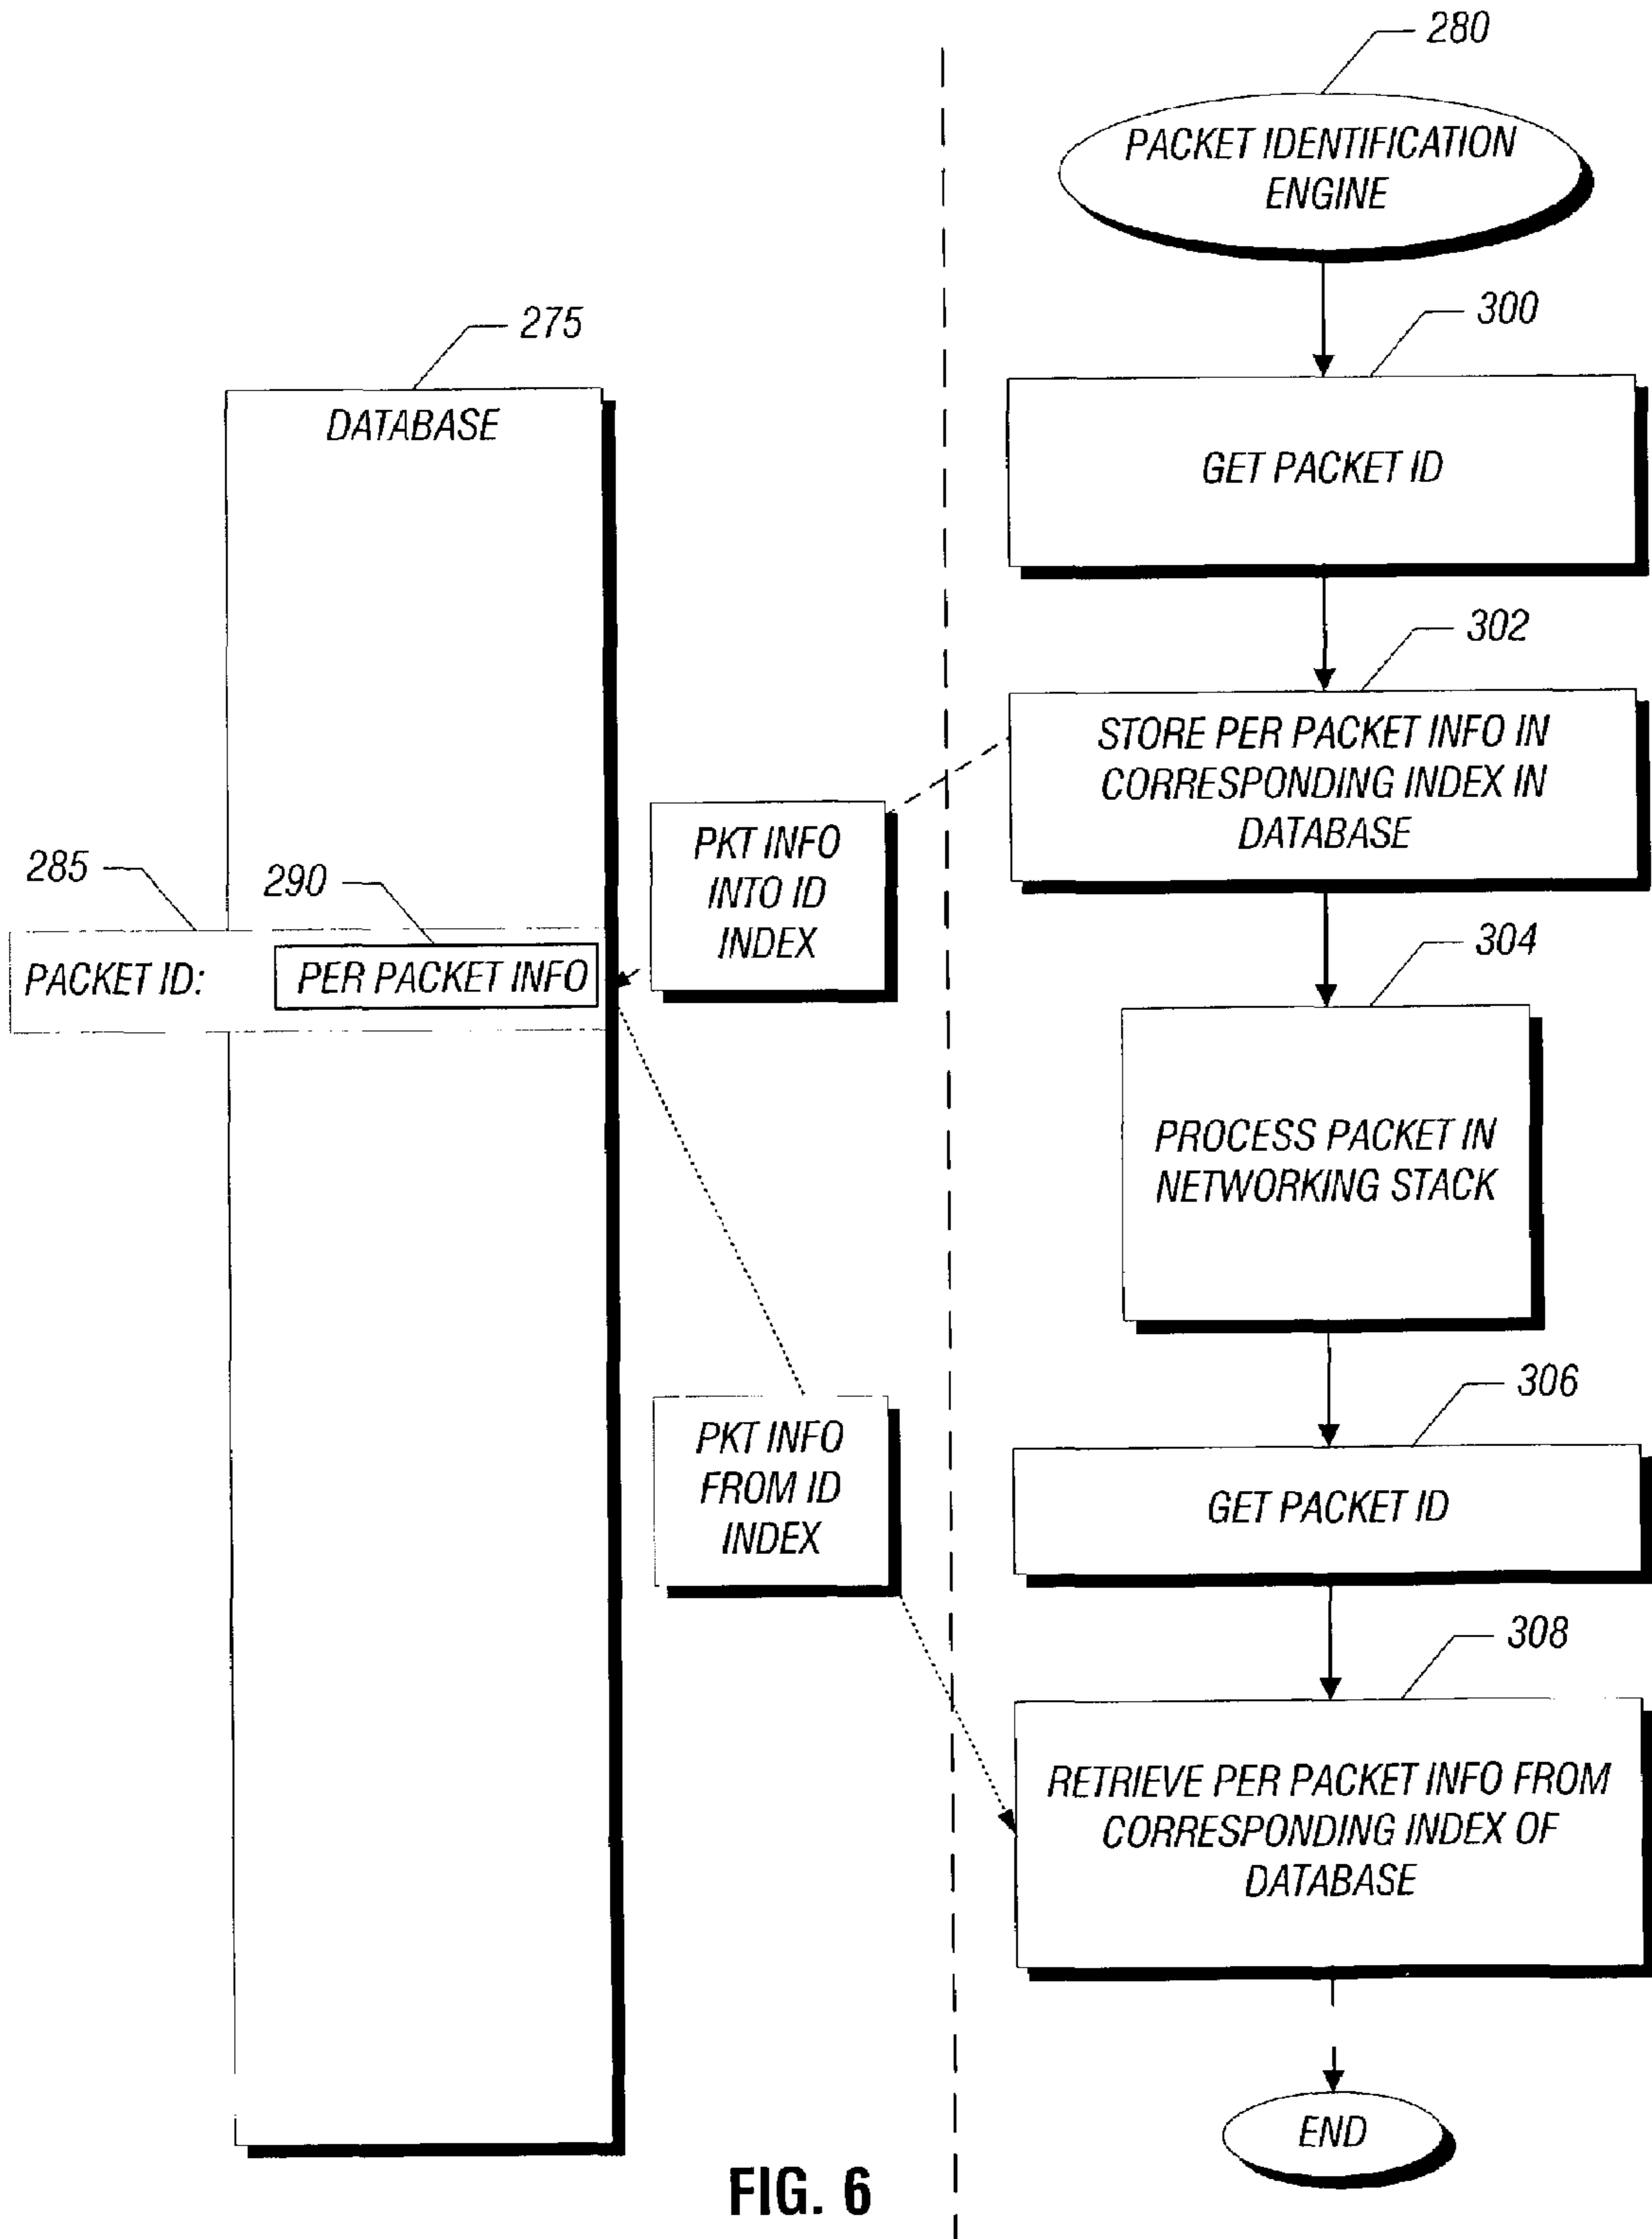 280
PACKET IDENTIFICATION
ENGINE
300
GET PACKET ID
275
DATABASE
302
STORE PER PACKET INFO IN
CORRESPONDING INDEX IN
DATABASE
PKT INFO
INTO ID
INDEX
285
290
PACKET ID:
PER PACKET INFO
304
PROCESS PACKET IN
NETWORKING STACK
306
GET PACKET ID
PKT INFO
FROM ID
INDEX
308
RETRIEVE PER PACKET INFO FROM
CORRESPONDING INDEX OF
DATABASE
END
FIG. 6